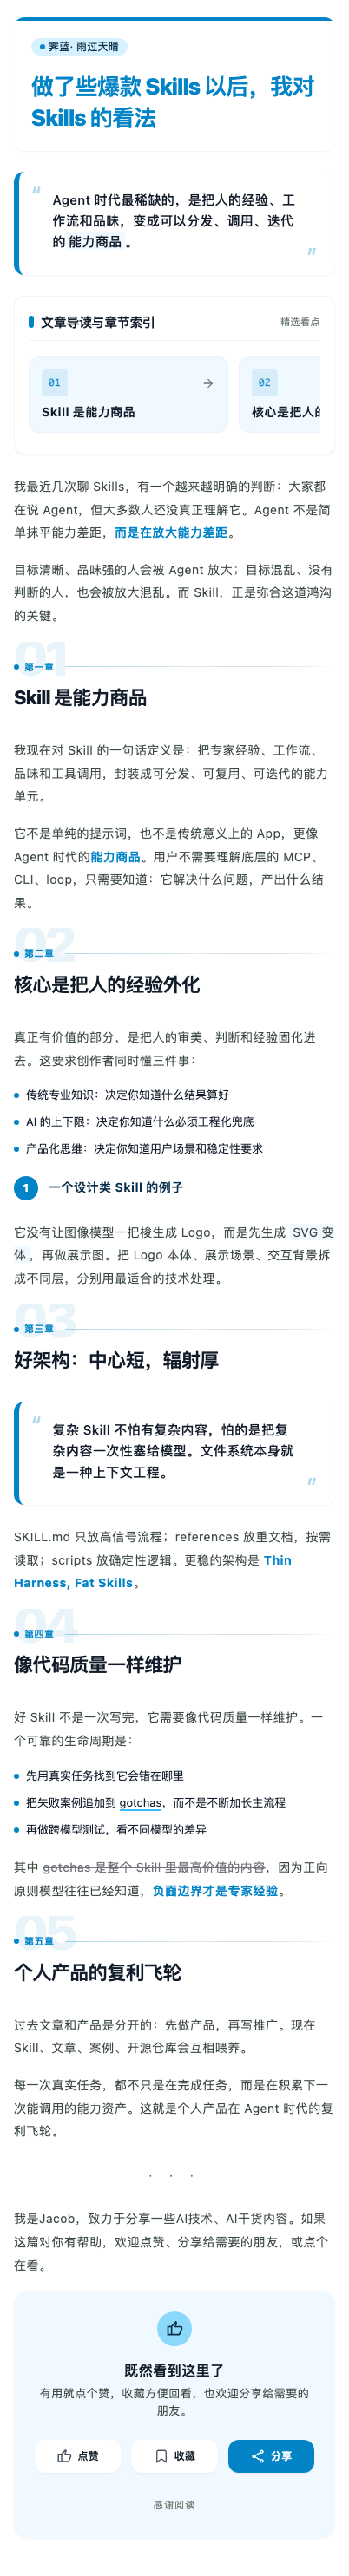 霁蓝· 雨过天晴
做了些爆款 Skills 以后，我对
Skills 的看法
“
Agent 时代最稀缺的，是把人的经验、工
作流和品味，变成可以分发、调用、迭代
的 能力商品 。
”
文章导读与章节索引
精选看点
01
→
Skill 是能力商品
02
核心是把人的
我最近几次聊 Skills，有一个越来越明确的判断：大家都
在说 Agent，但大多数人还没真正理解它。Agent 不是简
单抹平能力差距，而是在放大能力差距。
目标清晰、品味强的人会被 Agent 放大；目标混乱、没有
判断的人，也会被放大混乱。而 Skill，正是弥合这道鸿沟
的关键。
01
第一章
Skill 是能力商品
我现在对 Skill 的一句话定义是：把专家经验、工作流、
品味和工具调用，封装成可分发、可复用、可迭代的能力
单元。
它不是单纯的提示词，也不是传统意义上的 App，更像
Agent 时代的能力商品。用户不需要理解底层的 MCP、
CLI、loop，只需要知道：它解决什么问题，产出什么结
果。
02
第二章
核心是把人的经验外化
真正有价值的部分，是把人的审美、判断和经验固化进
去。这要求创作者同时懂三件事：
传统专业知识：决定你知道什么结果算好
AI 的上下限：决定你知道什么必须工程化兜底
产品化思维：决定你知道用户场景和稳定性要求
1 一个设计类 Skill 的例子
它没有让图像模型一把梭生成 Logo，而是先生成 SVG 变
体 ，再做展示图。把 Logo 本体、展示场景、交互背景拆
成不同层，分别用最适合的技术处理。
03
第三章
好架构：中心短，辐射厚
“
复杂 Skill 不怕有复杂内容，怕的是把复
杂内容一次性塞给模型。文件系统本身就
是一种上下文工程。
”
SKILL.md 只放高信号流程；references 放重文档，按需
读取；scripts 放确定性逻辑。更稳的架构是 Thin
Harness, Fat Skills。
04
第四章
像代码质量一样维护
好 Skill 不是一次写完，它需要像代码质量一样维护。一
个可靠的生命周期是：
先用真实任务找到它会错在哪里
把失败案例追加到 gotchas，而不是不断加长主流程
再做跨模型测试，看不同模型的差异
其中 gotchas 是整个 Skill 里最高价值的内容，因为正向
原则模型往往已经知道，负面边界才是专家经验。
05
第五章
个人产品的复利飞轮
过去文章和产品是分开的：先做产品，再写推广。现在
Skill、文章、案例、开源仓库会互相喂养。
每一次真实任务，都不只是在完成任务，而是在积累下一
次能调用的能力资产。这就是个人产品在 Agent 时代的复
利飞轮。
· · ·
我是Jacob，致力于分享一些AI技术、AI干货内容。如果
这篇对你有帮助，欢迎点赞、分享给需要的朋友，或点个
在看。
既然看到这里了
有用就点个赞，收藏方便回看，也欢迎分享给需要的
朋友。
点赞
收藏
分享
感谢阅读